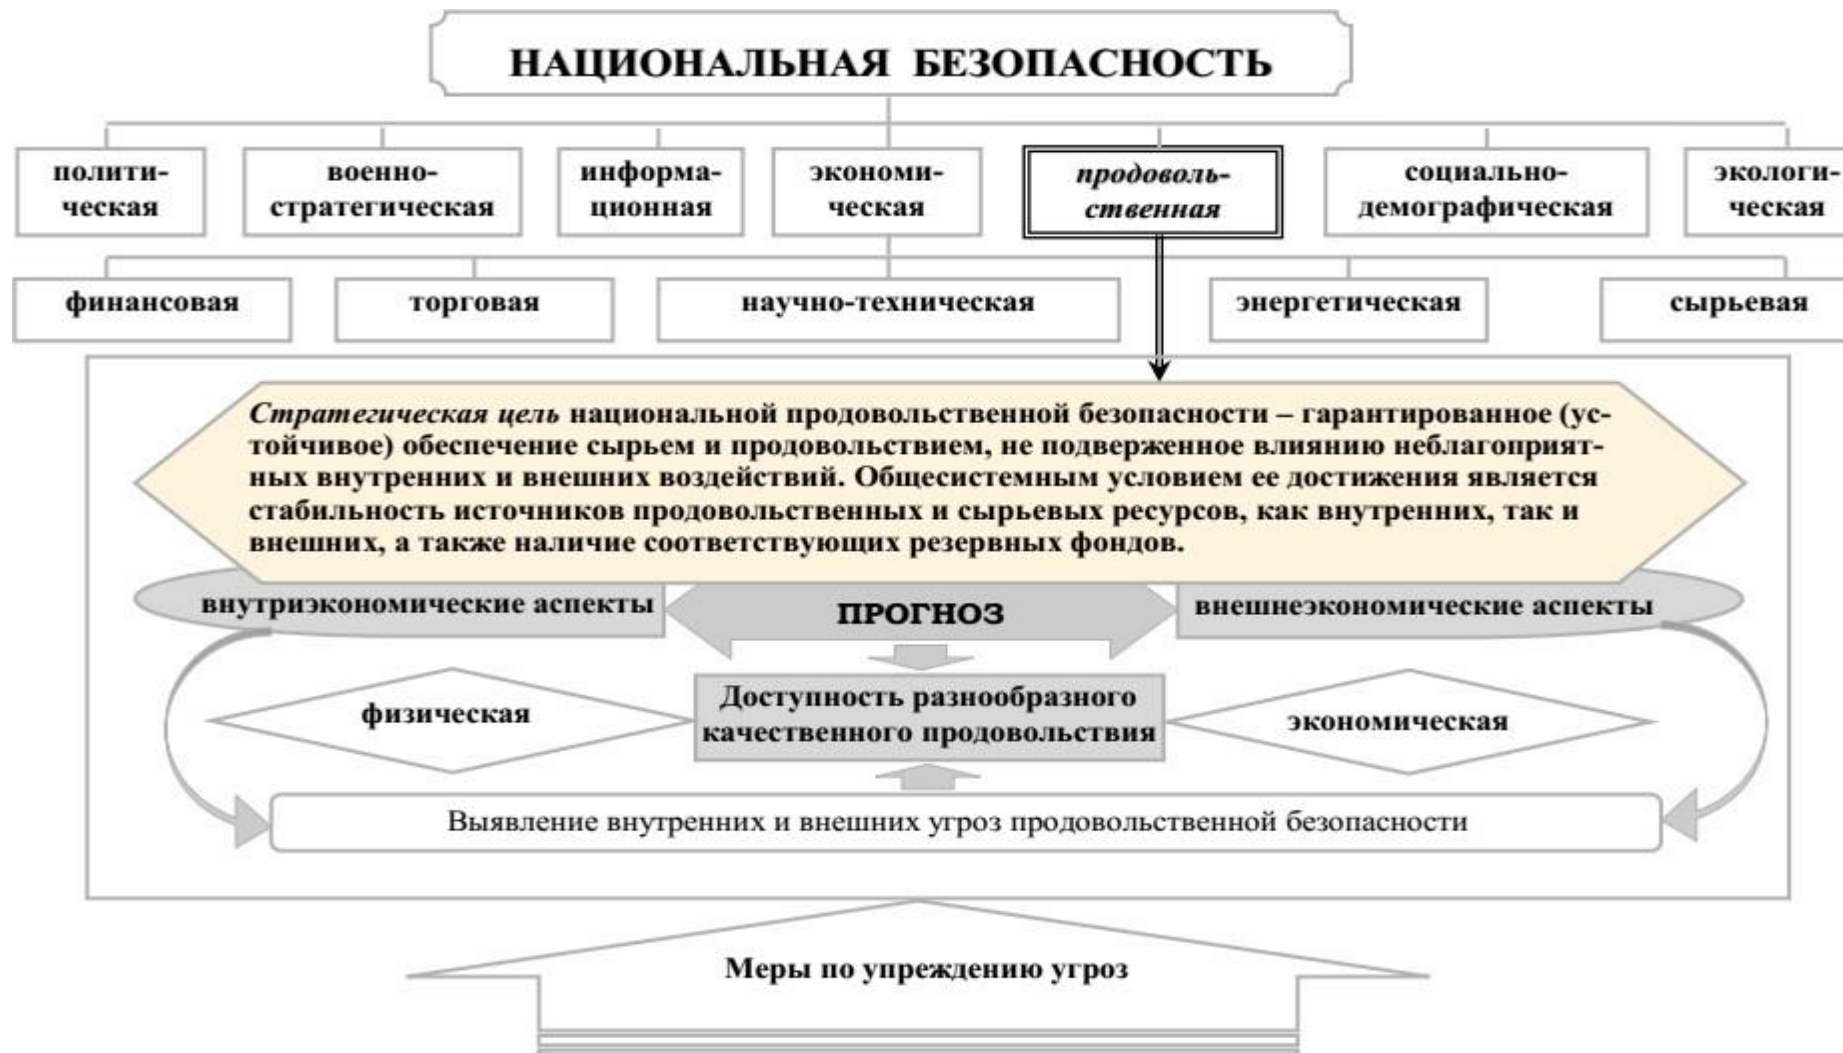 НАЦИОНАЛЬНАЯ БЕЗОПАСНОСТЬ
полити-
ческая
военно-
стратегическая
информа-
ционная
экономи-
ческая
продоволь-
ственная
социально-
демографическая
экологи-
ческая
финансовая
торговая
научно-техническая
энергетическая
сырьевая
Стратегическая цель национальной продовольственной безопасности – гарантированное (ус-
тойчивое) обеспечение сырьем и продовольствием, не подверженное влиянию неблагоприят-
ных внутренних и внешних воздействий. Общесистемным условием ее достижения является
стабильность источников продовольственных и сырьевых ресурсов, как внутренних, так и
внешних, а также наличие соответствующих резервных фондов.
внутриэкономические аспекты
ПРОГНОЗ
внешнеэкономические аспекты
физическая
Доступность разнообразного
качественного продовольствия
экономическая
Выявление внутренних и внешних угроз продовольственной безопасности
Меры по упреждению угроз